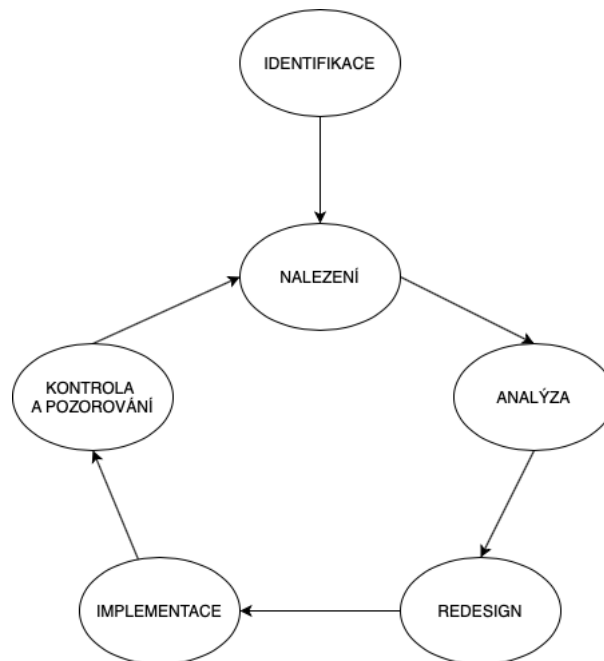 IDENTIFIKACE
NALEZENÍ
KONTROLA
A POZOROVÁNÍ
ANALÝZA
IMPLEMENTACE
REDESIGN